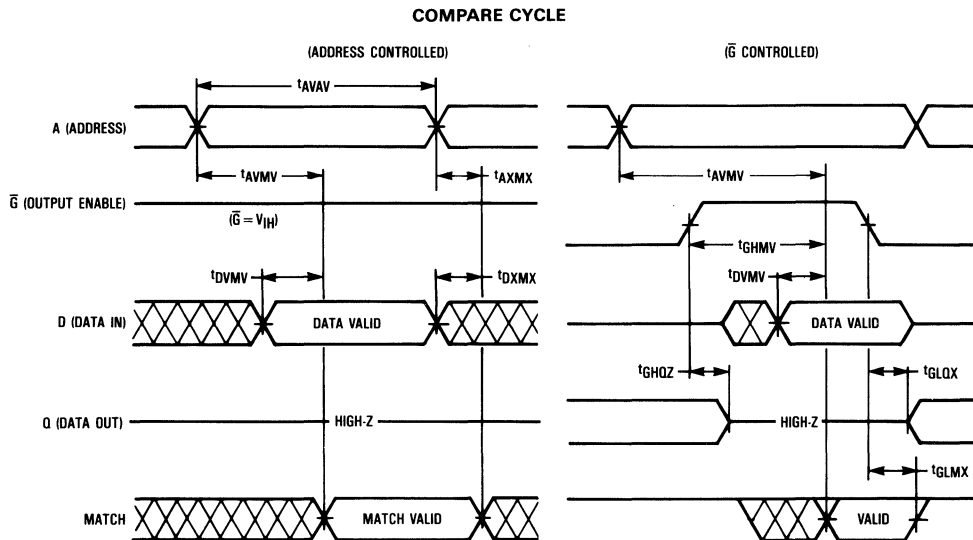 COMPARE CYCLE
(ADDRESS CONTROLLED)
(G̅ CONTROLLED)
tAVAV
A (ADDRESS)
tAVMV
tAXMX
tAVMV
G̅ (OUTPUT ENABLE)
(G̅ = VIH)
tGHMV
tDVMV
tDXMX
tDVMV
D (DATA IN)
DATA VALID
DATA VALID
tGHQZ
tGLQX
Q (DATA OUT)
HIGH-Z
HIGH-Z
tGLMX
MATCH
MATCH VALID
VALID